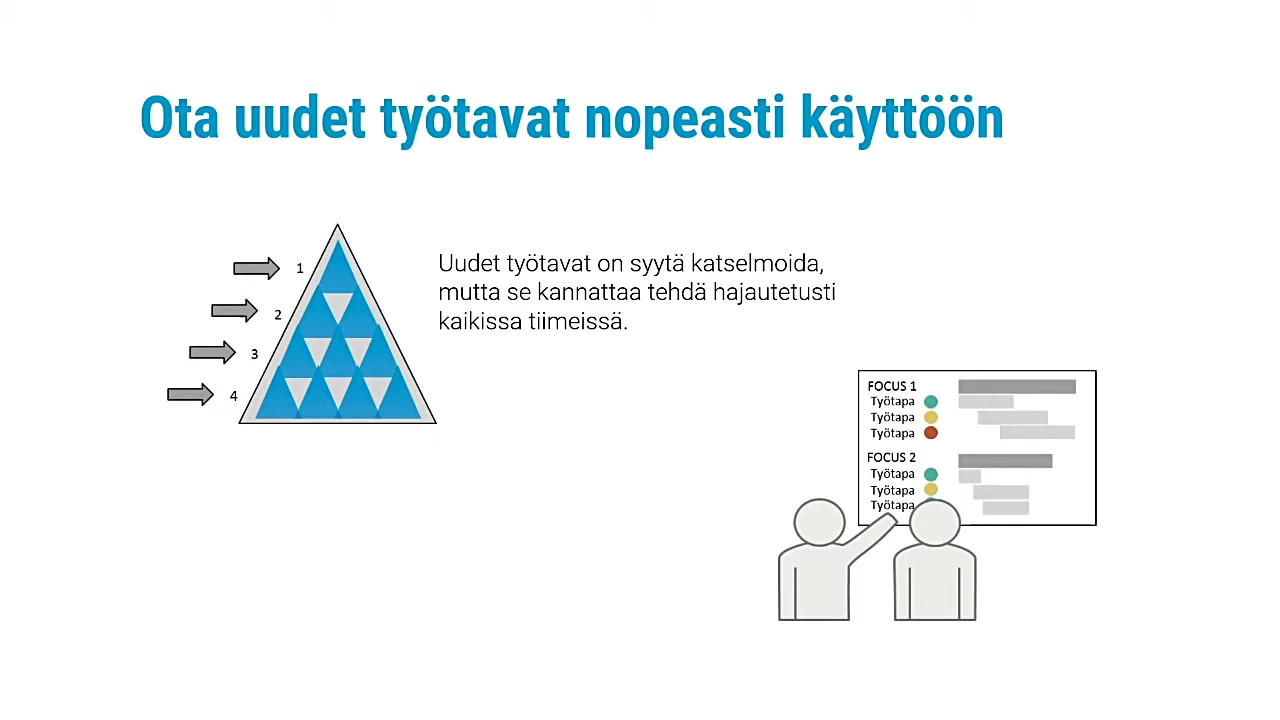 Ota uudet työtavat nopeasti käyttöön
1
2
3
4
Uudet työtavat on syytä katselmoida,
mutta se kannattaa tehdä hajautetusti
kaikissa tiimeissä.
FOCUS 1
Työtapa
Työtapa
Työtapa
FOCUS 2
Työtapa
Työtapa
Työtapa